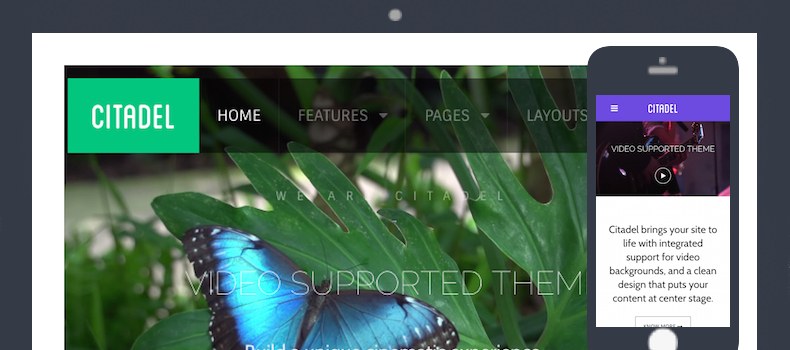 CITADEL
HOME
FEATURES
PAGES
LAYOUTS
WE ARE CITADEL
VIDEO SUPPORTED THEM
Build a unique cinematic experience
CITADEL
VIDEO SUPPORTED THEME
Citadel brings your site to
life with integrated
support for video
backgrounds, and a clean
design that puts your
content at center stage.
KNOW MORE